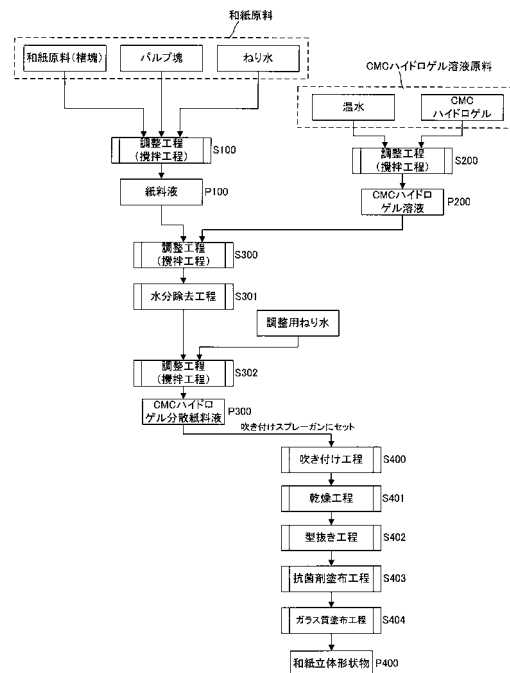 和紙原料
和紙原料(楮塊)
パルプ塊
ねり水
CMCハイドロゲル溶液原料
温水
CMC
ハイドロゲル
調整工程
(攪拌工程)
S100
調整工程
(攪拌工程)
S200
紙料液
P100
CMCハイドロ
ゲル溶液
P200
調整工程
(攪拌工程)
S300
水分除去工程
S301
調整用ねり水
調整工程
(攪拌工程)
S302
CMCハイドロ
ゲル分散紙料液
P300
吹き付けスプレーガンにセット
吹き付け工程
S400
乾燥工程
S401
型抜き工程
S402
抗菌剤塗布工程
S403
ガラス質塗布工程
S404
和紙立体形状物
P400